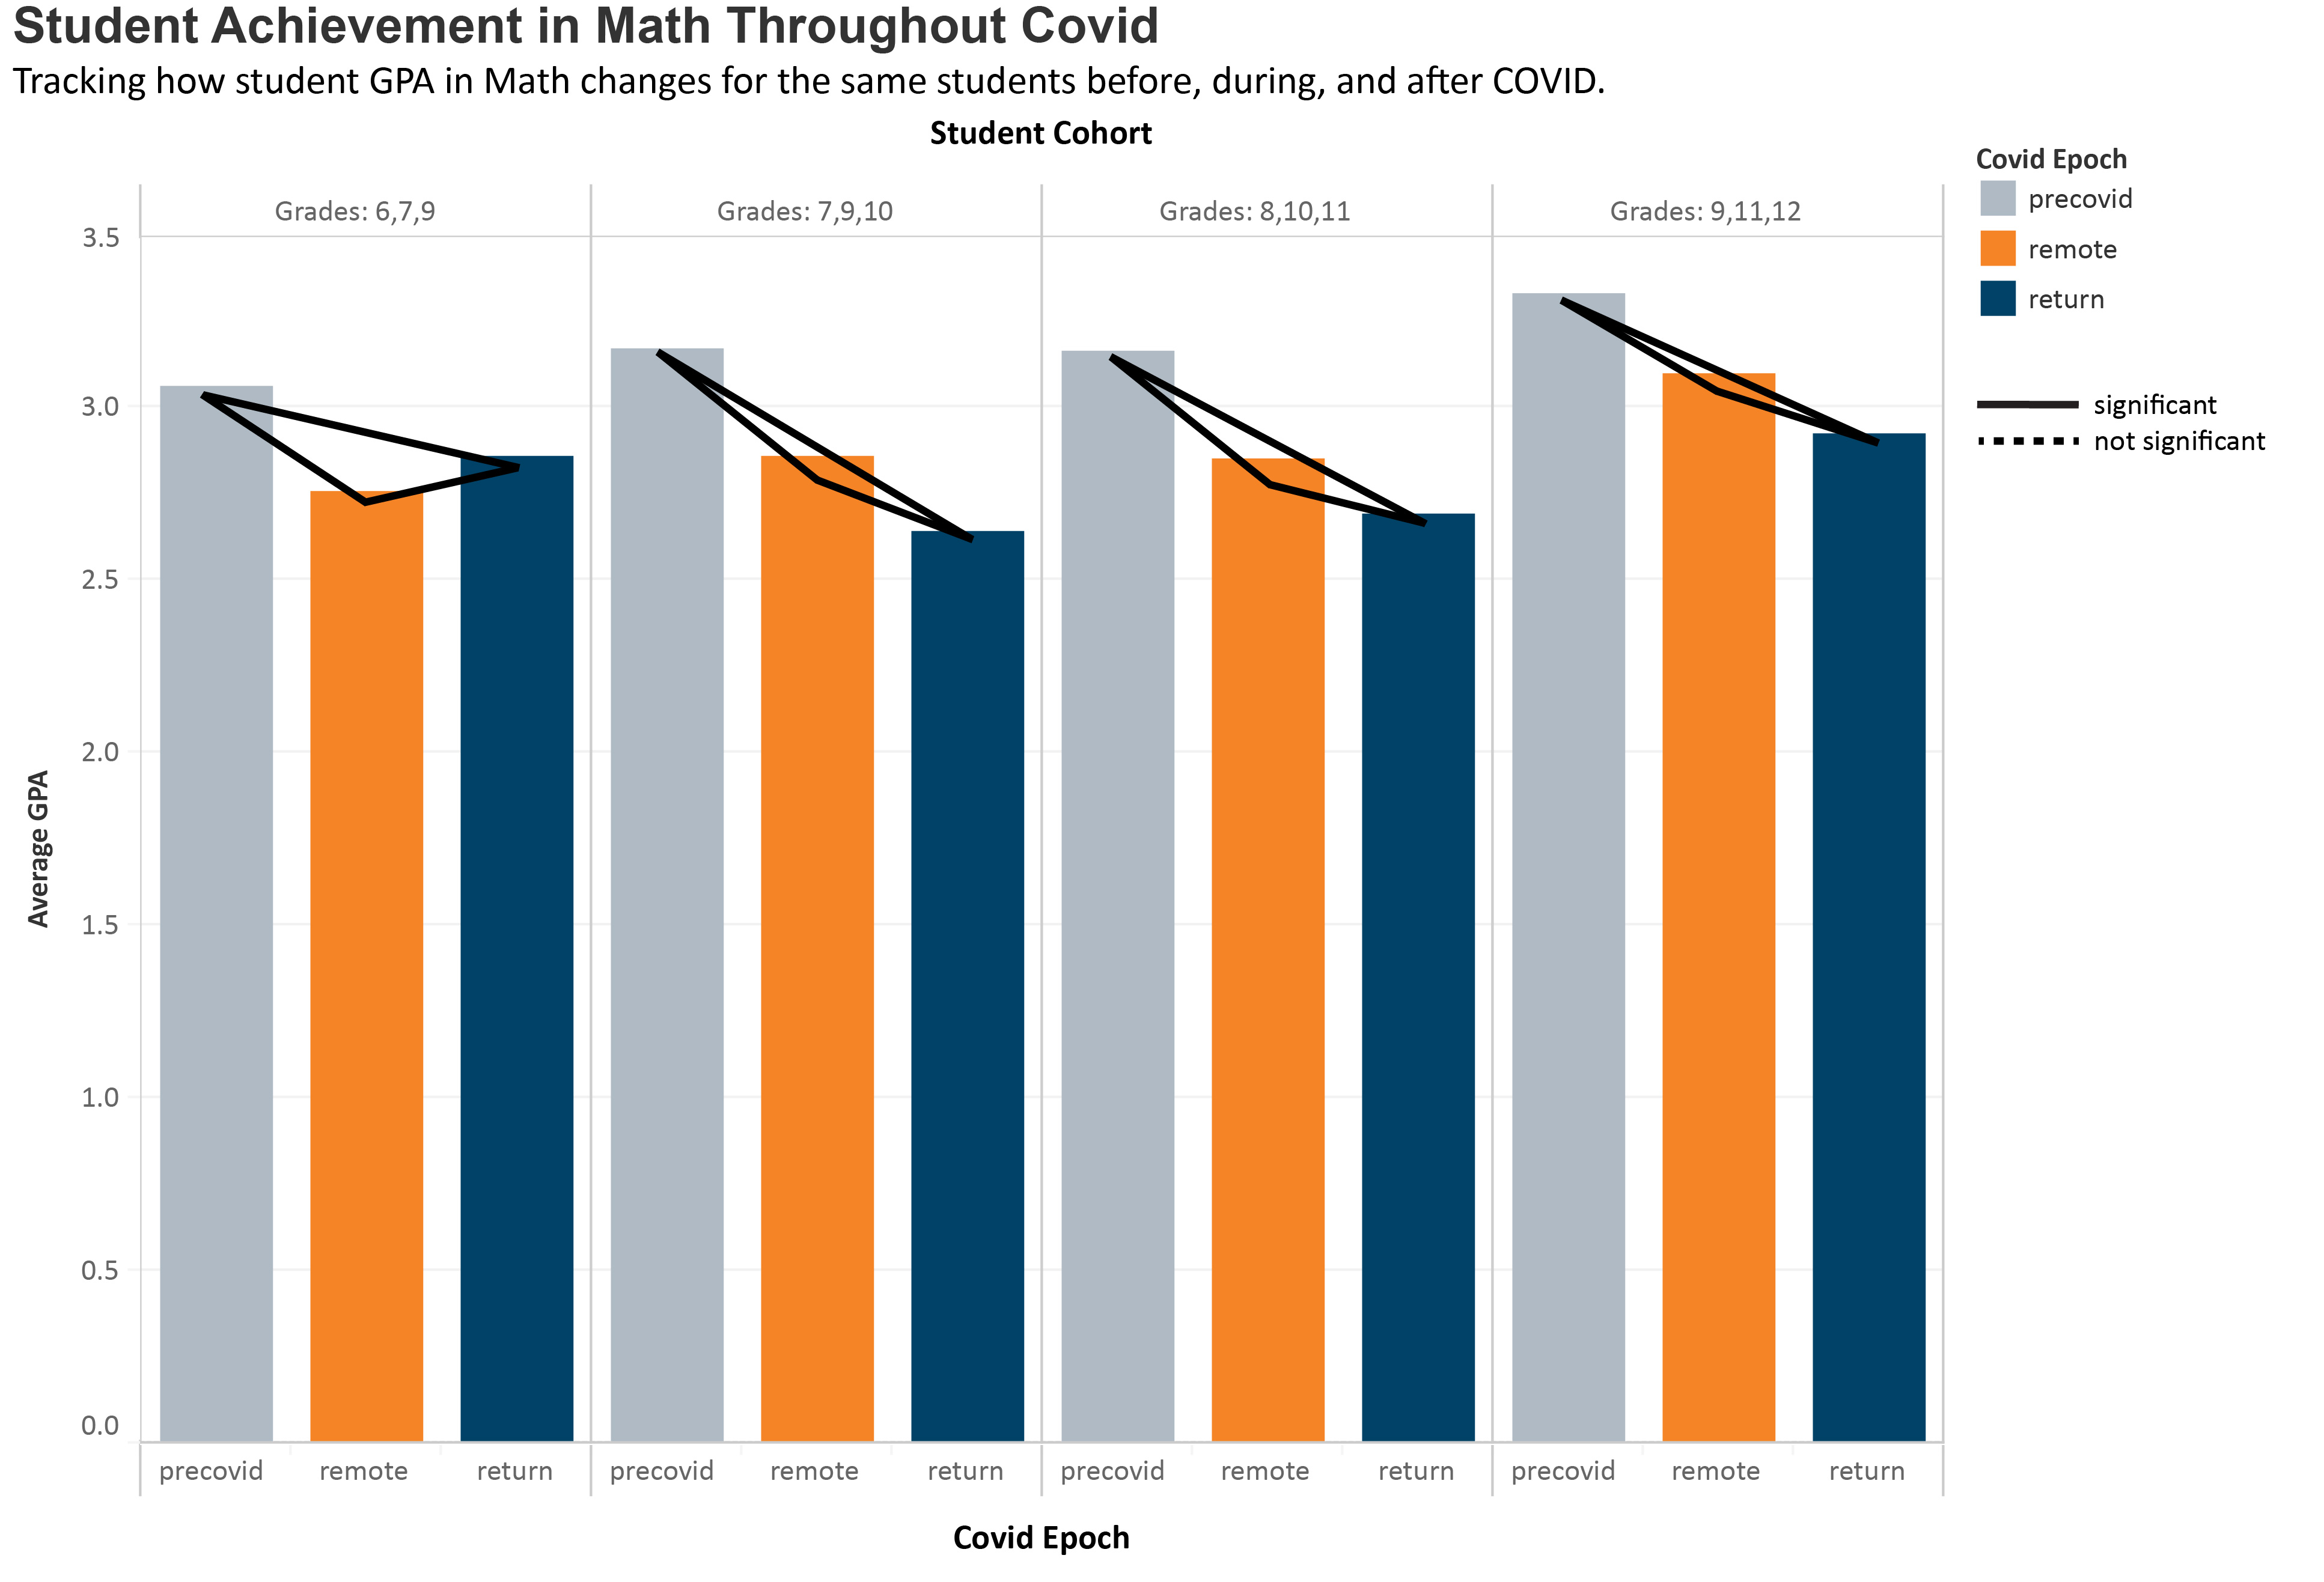 Student Achievement in Math Throughout Covid
Tracking how student GPA in Math changes for the same students before, during, and after COVID.
Student Cohort
Grades: 6,7,9
Grades: 7,9,10
Grades: 8,10,11
Grades: 9,11,12
Covid Epoch
precovid
remote
return
significant
not significant
Average GPA
3.5
3.0
2.5
2.0
1.5
1.0
0.5
0.0
precovid remote return precovid remote return precovid remote return precovid remote return
Covid Epoch